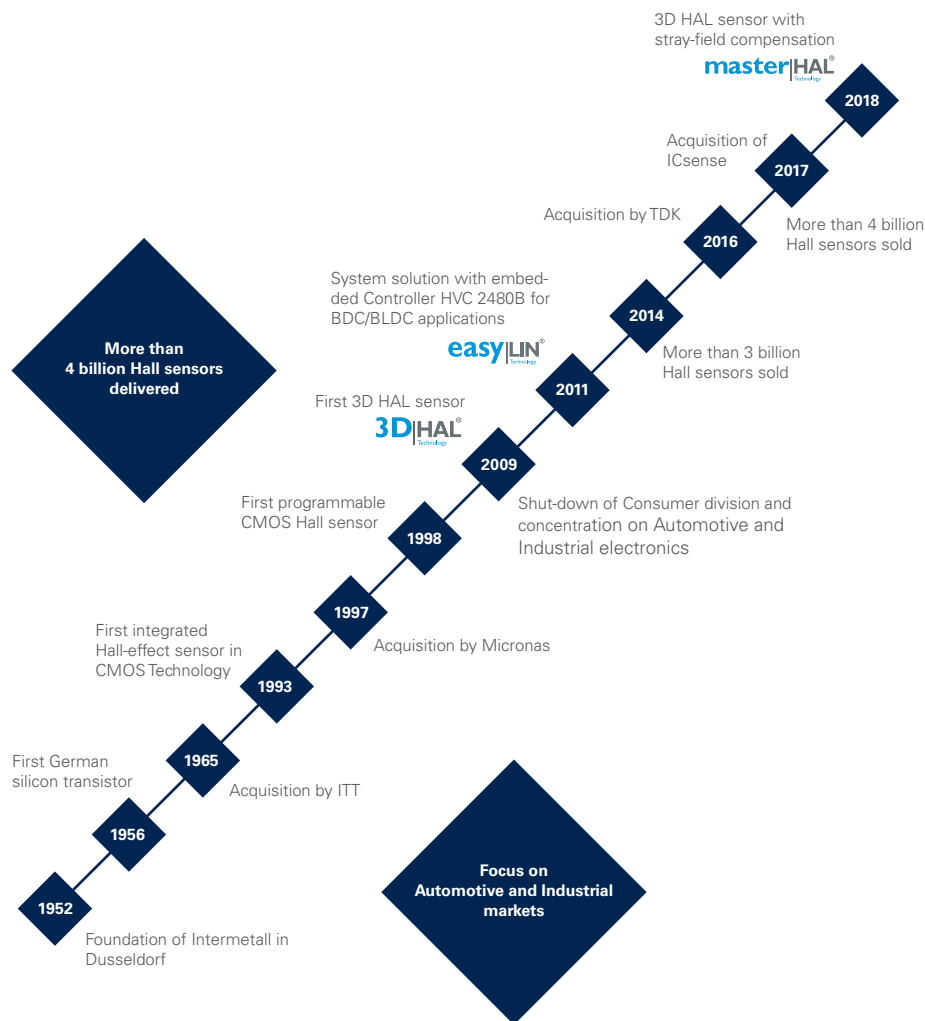 3D HAL sensor with
stray-field compensation
master|HAL®
Technology
2018
Acquisition of
ICsense
2017
More than 4 billion
Hall sensors sold
Acquisition by TDK
2016
System solution with embed-
ded Controller HVC 2480B for
BDC/BLDC applications
easy|LIN®
Technology
2014
More than 3 billion
Hall sensors sold
More than
4 billion Hall sensors
delivered
2011
First 3D HAL sensor
3D|HAL®
Technology
2009
Shut-down of Consumer division and
concentration on Automotive and
Industrial electronics
First programmable
CMOS Hall sensor
1998
1997
Acquisition by Micronas
First integrated
Hall-effect sensor in
CMOS Technology
1993
1965
Acquisition by ITT
First German
silicon transistor
1956
Focus on
Automotive and Industrial
markets
1952
Foundation of Intermetall in
Dusseldorf